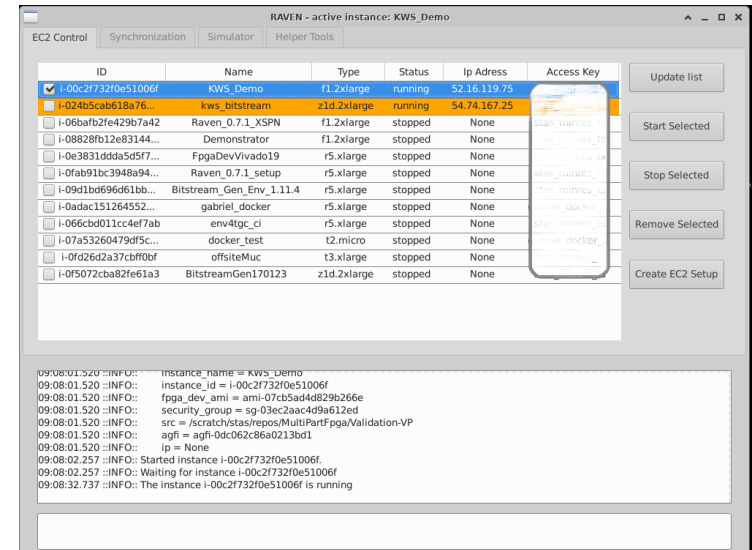 RAVEN - active instance: KWS_Demo
EC2 Control Synchronization Simulator Helper Tools
ID Name Type Status Ip Adress Access Key
i-00c2f732f0e51006f KWS_Demo f1.2xlarge running 52.16.119.75
i-024b5cab618a76... kws_bitstream z1d.2xlarge running 54.74.167.25
i-06bafb2fe429b7a42 Raven_0.7.1_XSPN f1.2xlarge stopped None
i-08828fb12e83144... Demonstrator f1.2xlarge stopped None
i-0e3831ddda5d5f7... FpgaDevVivado19 r5.xlarge stopped None
i-0fab91bc3948a94... Raven_0.7.1_setup r5.xlarge stopped None
i-09d1bd696d61bb... Bitstream_Gen_Env_1.11.4 r5.xlarge stopped None
i-0adac151264552... gabriel_docker r5.xlarge stopped None
i-066cbd011cc4ef7ab env4tgc_ci r5.xlarge stopped None
i-07a53260479df5c... docker_test t2.micro stopped None
i-0fd26d2a37cbff0bf offsiteMuc t3.xlarge stopped None
i-0f5072cba82fe61a3 BitstreamGen170123 z1d.2xlarge stopped None
Update list
Start Selected
Stop Selected
Remove Selected
Create EC2 Setup
09:08:01.520 ::INFO:: instance_name = KWS_Demo
09:08:01.520 ::INFO:: instance_id = i-00c2f732f0e51006f
09:08:01.520 ::INFO:: fpga_dev_ami = ami-07cb5ad4d829b266e
09:08:01.520 ::INFO:: security_group = sg-03ec2aac4d9a612ed
09:08:01.520 ::INFO:: src = /scratch/stas/repos/MultiPartFpga/Validation-VP
09:08:01.520 ::INFO:: agfi = agfi-0dc062c86a0213bd1
09:08:01.520 ::INFO:: ip = None
09:08:02.257 ::INFO:: Started instance i-00c2f732f0e51006f.
09:08:02.257 ::INFO:: Waiting for instance i-00c2f732f0e51006f
09:08:32.737 ::INFO:: The instance i-00c2f732f0e51006f is running